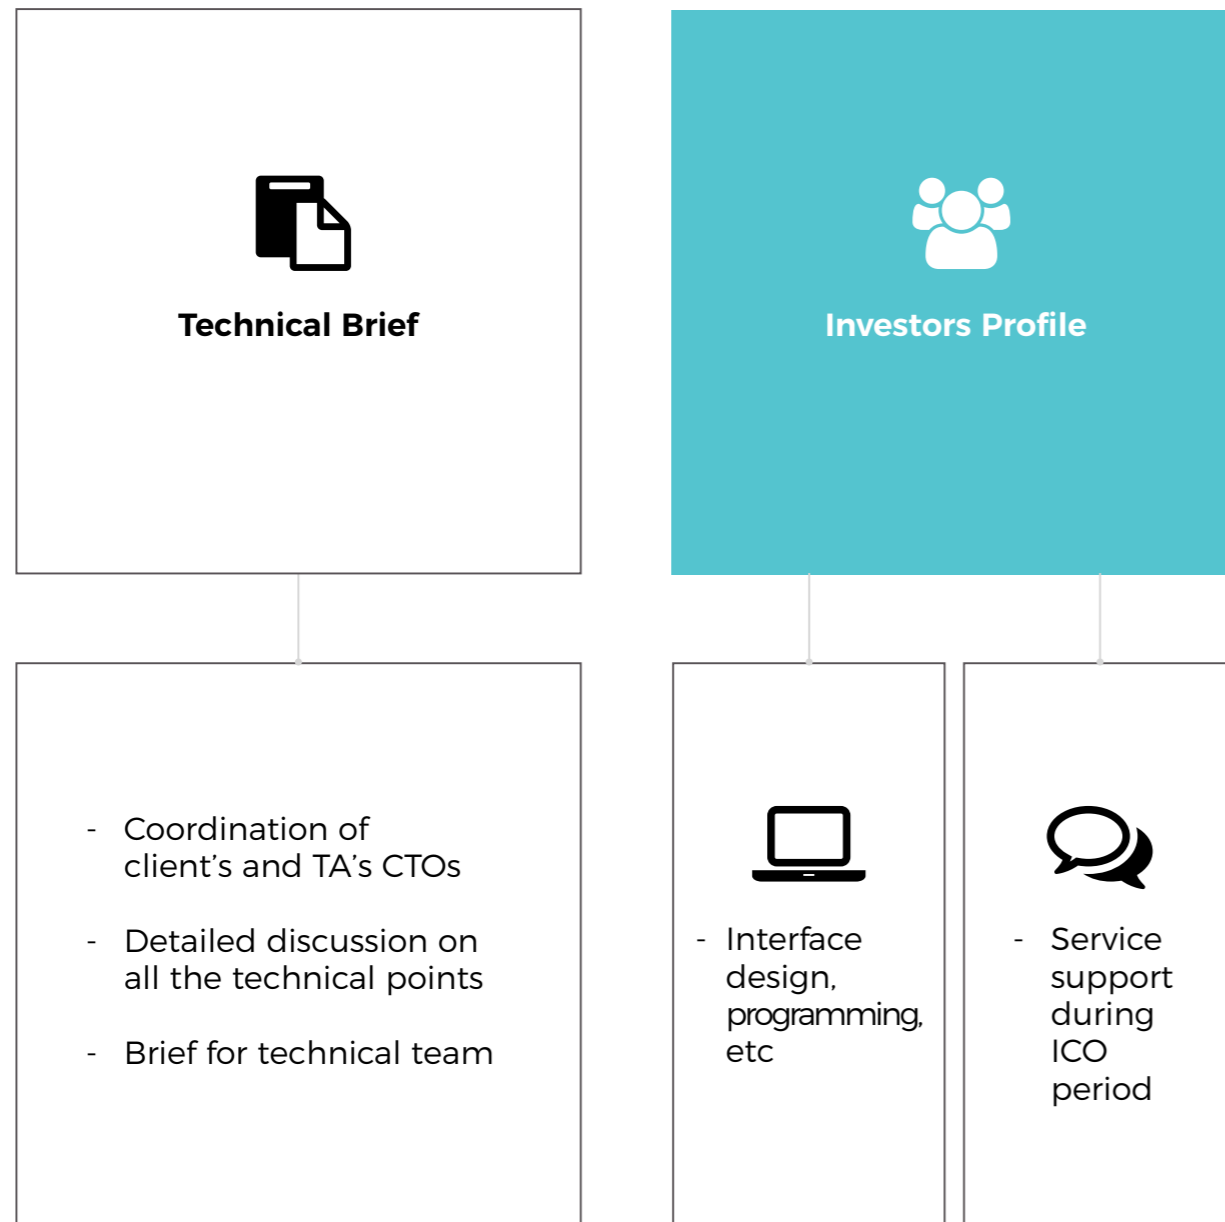 Technical Brief
Investors Profile
- Coordination of
client’s and TA’s CTOs
- Detailed discussion on
all the technical points
- Brief for technical team
- Interface
design,
programming,
etc
- Service
support
during
ICO
period